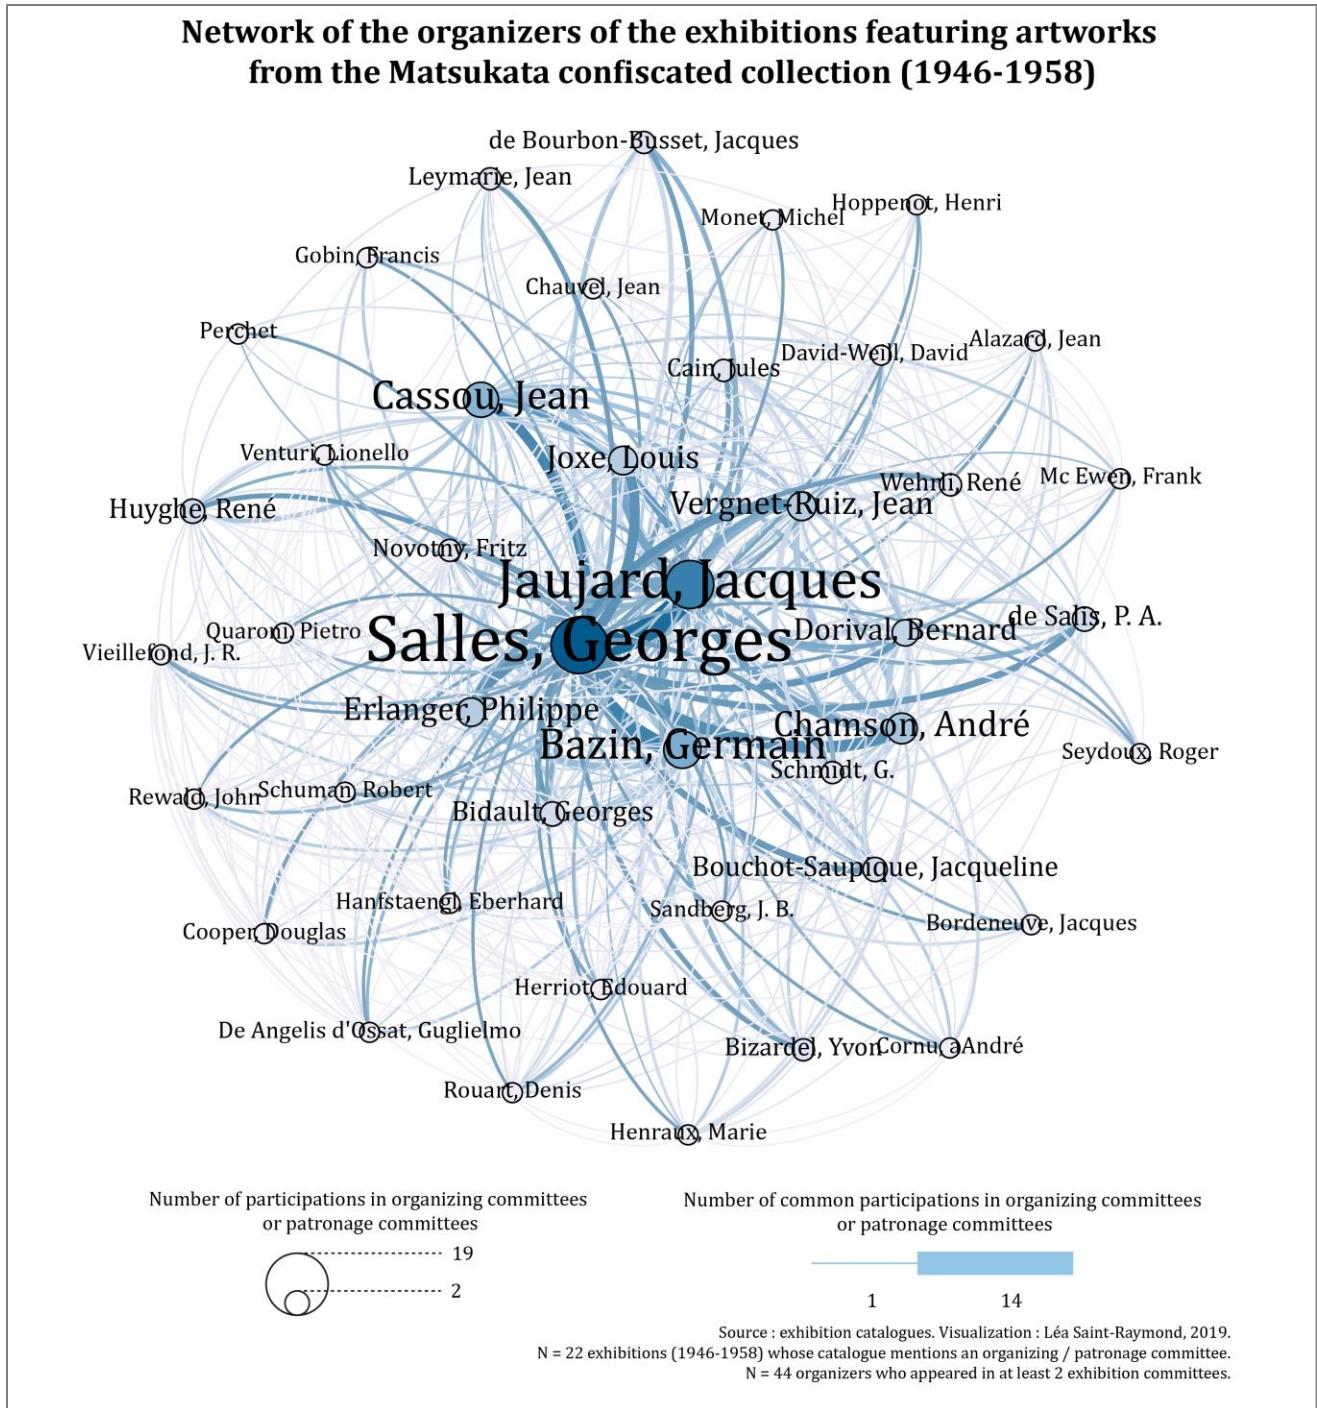 Network of the organizers of the exhibitions featuring artworks
from the Matsukata confiscated collection (1946-1958)
de Bourbon-Busset, Jacques
Leymarie, Jean
Hoppenot, Henri
Monet, Michel
Gobin, Francis
Chauvel, Jean
Perchet
Alazard, Jean
David-Weill, David
Cain, Jules
Cassou, Jean
Venturi, Lionello
Joxe, Louis
Mc Ewen, Frank
Wehrli, René
Vergnet-Ruiz, Jean
Huyghe, René
Novotny, Fritz
Jaujard, Jacques
de Salis, P. A.
Quaroni, Pietro
Dorival, Bernard
Salles, Georges
Vieillefond, J. R.
Erlanger, Philippe
Chamson, André
Bazin, Germain
Seydoux, Roger
Schmidt, G.
Schuman, Robert
Rewald, John
Bidault, Georges
Bouchot-Saupique, Jacqueline
Hanfstaengl, Eberhard
Sandberg, J. B.
Bordeneuve, Jacques
Cooper, Douglas
Herriot, Edouard
De Angelis d'Ossat, Guglielmo
Bizardel, Yvon
Cornu, aAndré
Rouart, Denis
Henraux, Marie
Number of participations in organizing committees
or patronage committees
19
2
Number of common participations in organizing committees
or patronage committees
1 14
Source : exhibition catalogues. Visualization : Léa Saint-Raymond, 2019.
N = 22 exhibitions (1946-1958) whose catalogue mentions an organizing / patronage committee.
N = 44 organizers who appeared in at least 2 exhibition committees.